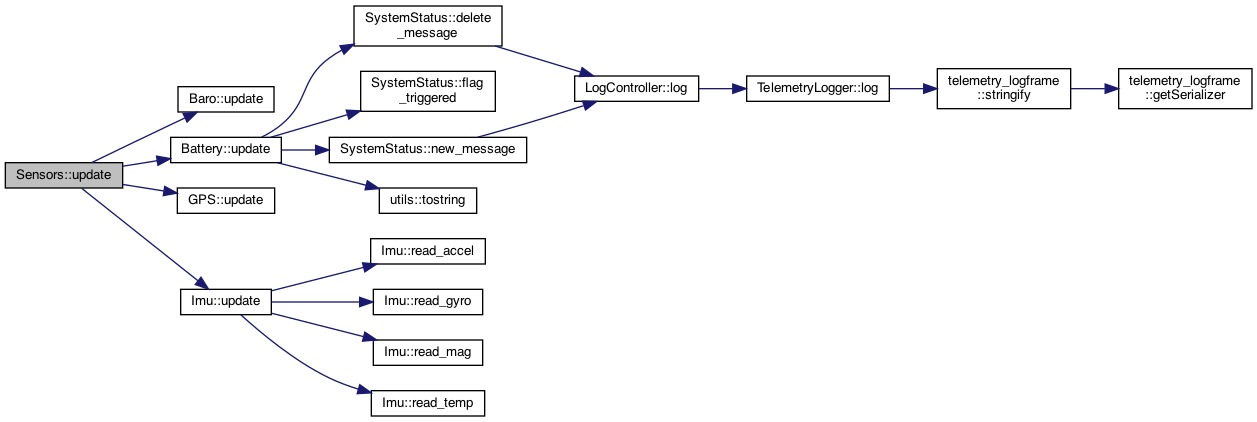 SystemStatus::delete
_message
SystemStatus::flag
_triggered
LogController::log
TelemetryLogger::log
telemetry_logframe
::stringify
telemetry_logframe
::getSerializer
Baro::update
Battery::update
SystemStatus::new_message
Sensors::update
GPS::update
utils::tostring
Imu::read_accel
Imu::update
Imu::read_gyro
Imu::read_mag
Imu::read_temp